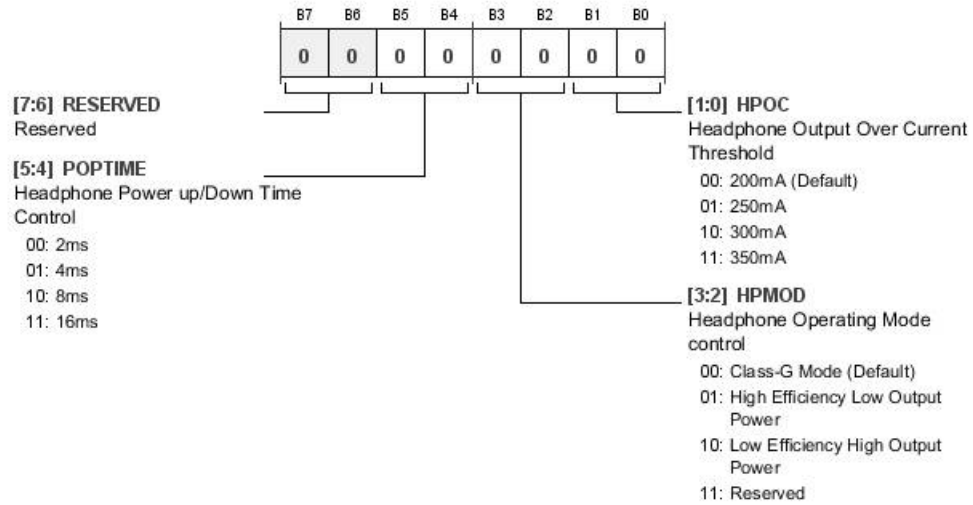 B7 B6 B5 B4 B3 B2 B1 B0
0 0 0 0 0 0 0 0
[7:6] RESERVED
Reserved
[5:4] POPTIME
Headphone Power up/Down Time
Control
00: 2ms
01: 4ms
10: 8ms
11: 16ms
[1:0] HPOC
Headphone Output Over Current
Threshold
00: 200mA (Default)
01: 250mA
10: 300mA
11: 350mA
[3:2] HPMOD
Headphone Operating Mode
control
00: Class-G Mode (Default)
01: High Efficiency Low Output
Power
10: Low Efficiency High Output
Power
11: Reserved